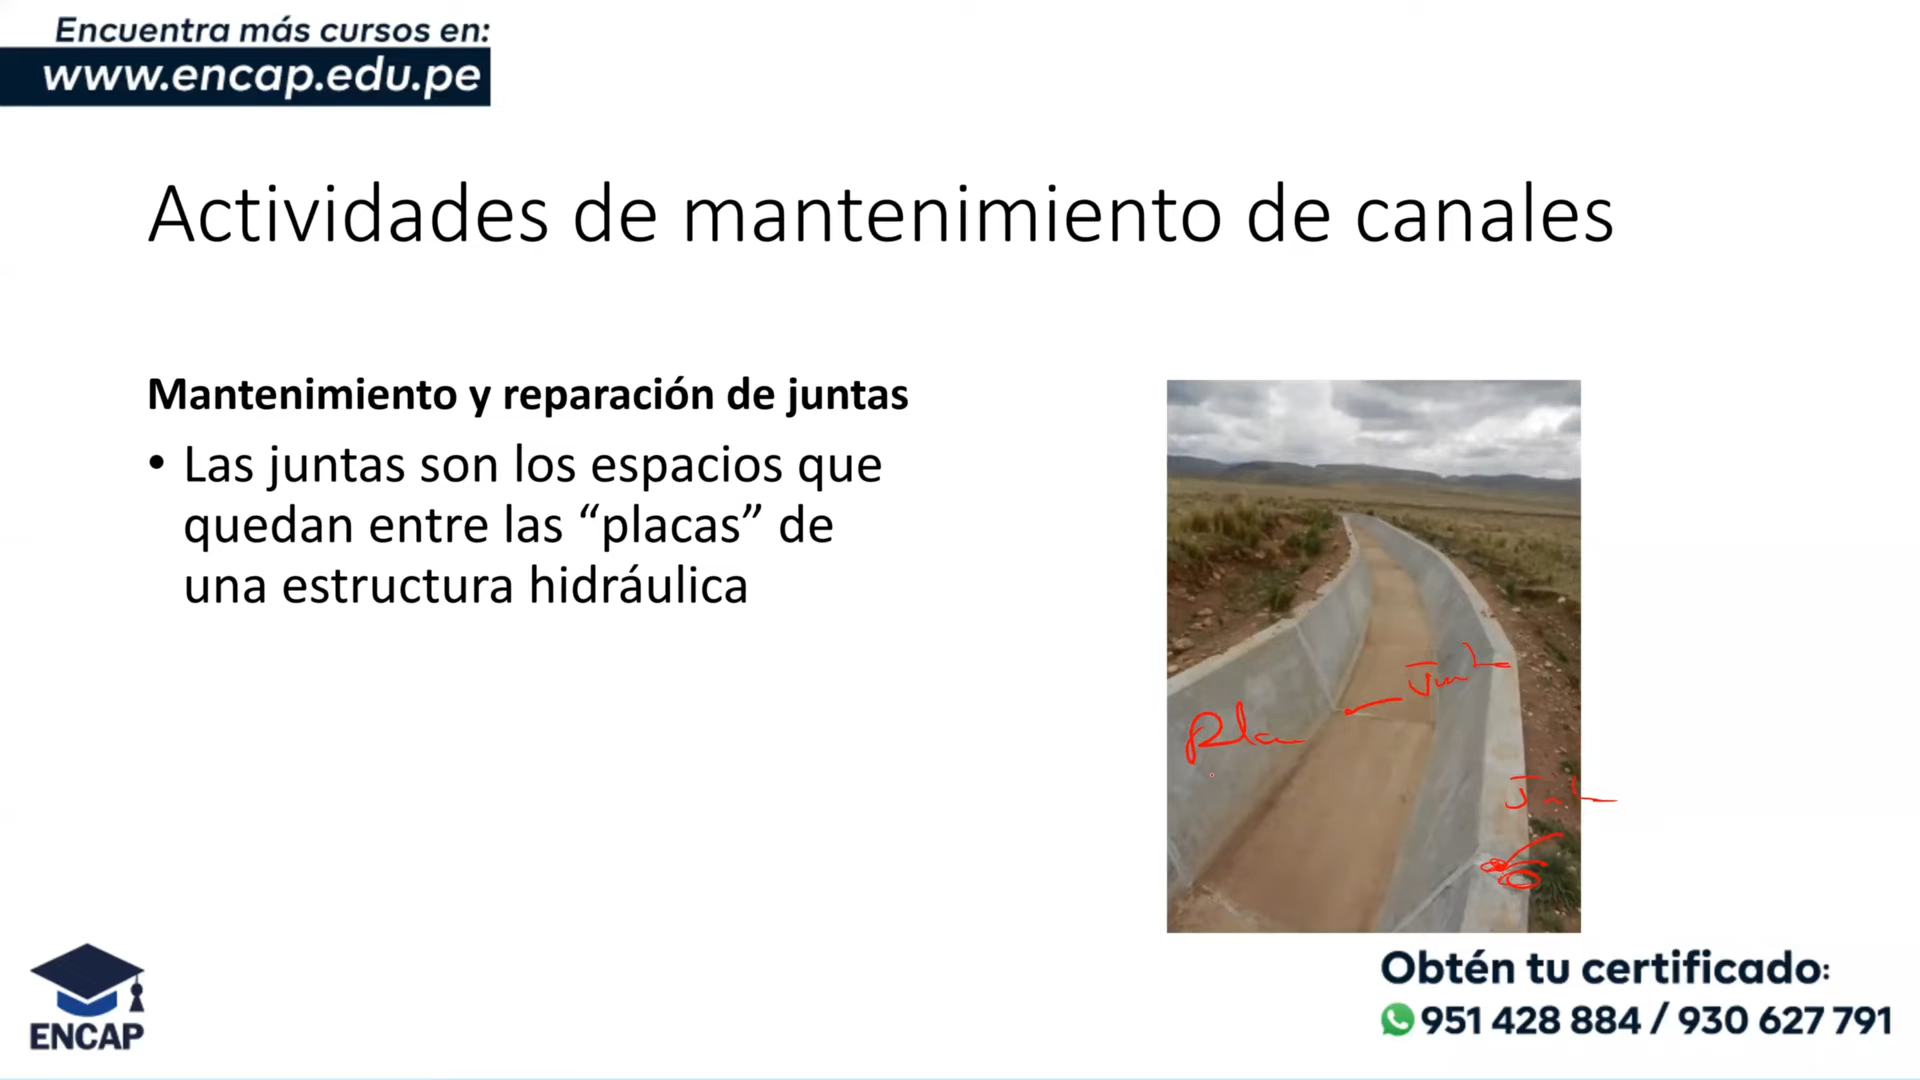 Encuentra más cursos en:
www.encap.edu.pe
Actividades de mantenimiento de canales
Mantenimiento y reparación de juntas
• Las juntas son los espacios que
quedan entre las “placas” de
una estructura hidráulica
ENCAP
Obtén tu certificado:
951 428 884 / 930 627 791